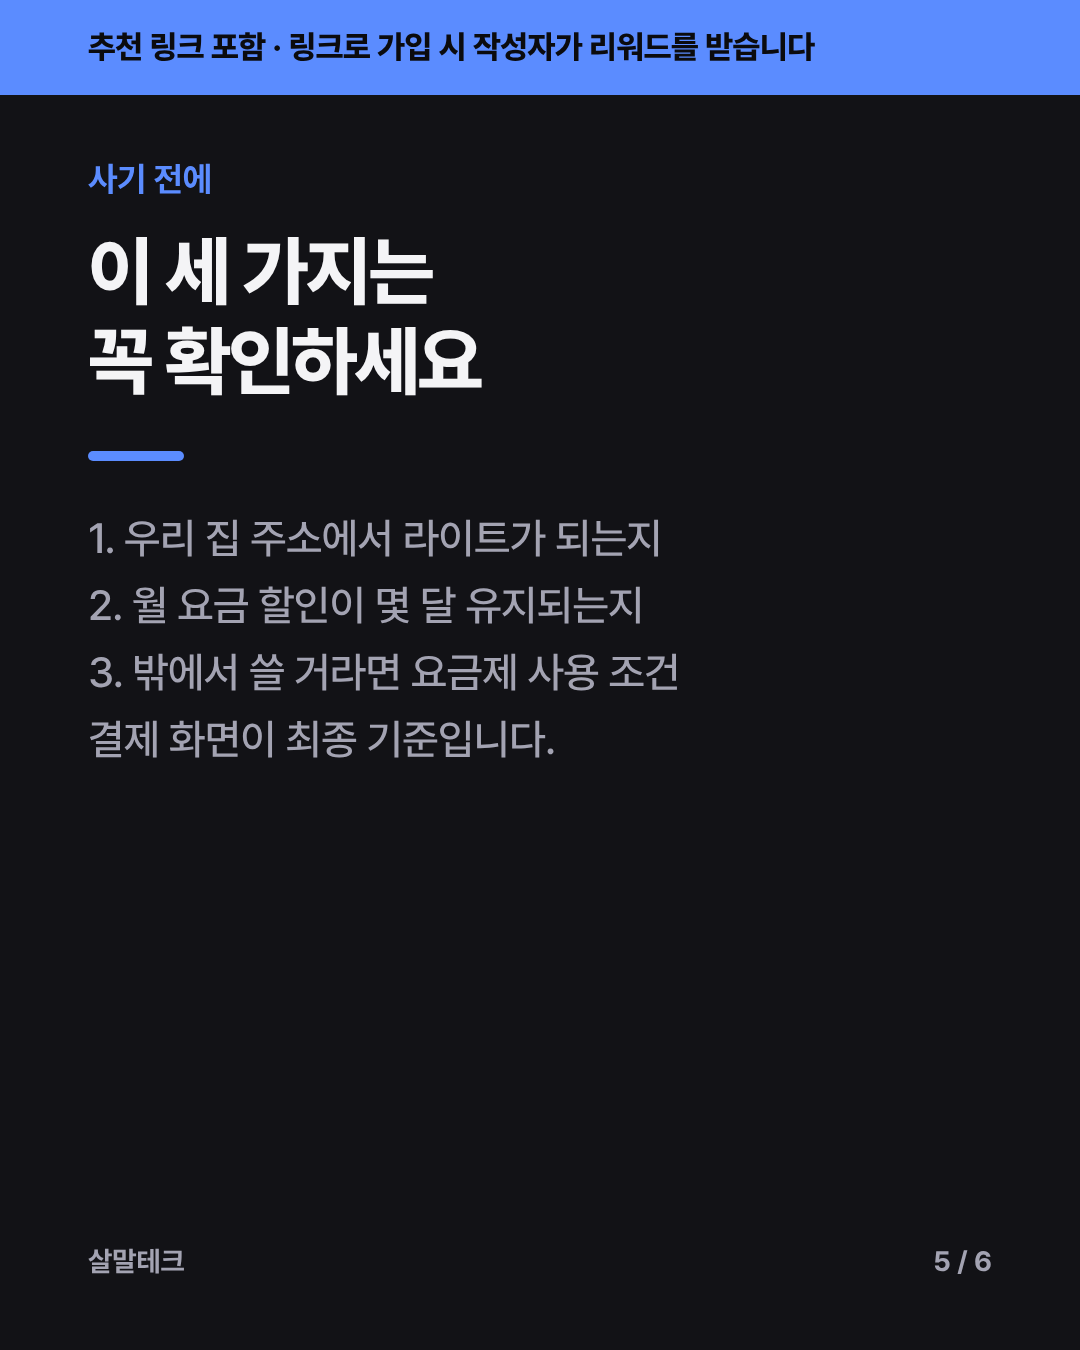 추천 링크 포함 · 링크로 가입 시 작성자가 리워드를 받습니다
사기 전에
이 세 가지는
꼭 확인하세요
1. 우리 집 주소에서 라이트가 되는지
2. 월 요금 할인이 몇 달 유지되는지
3. 밖에서 쓸 거라면 요금제 사용 조건
결제 화면이 최종 기준입니다.
살말테크
5 / 6